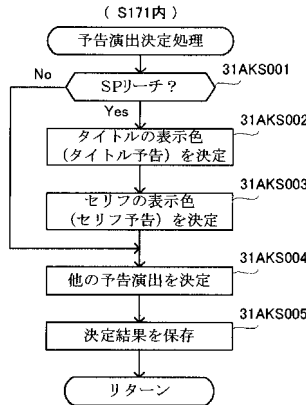 ( S171内 )
予告演出決定処理
31AKS001
No
SPリーチ?
Yes
31AKS002
タイトルの表示色
(タイトル予告)を決定
31AKS003
セリフの表示色
(セリフ予告)を決定
31AKS004
他の予告演出を決定
31AKS005
決定結果を保存
リターン